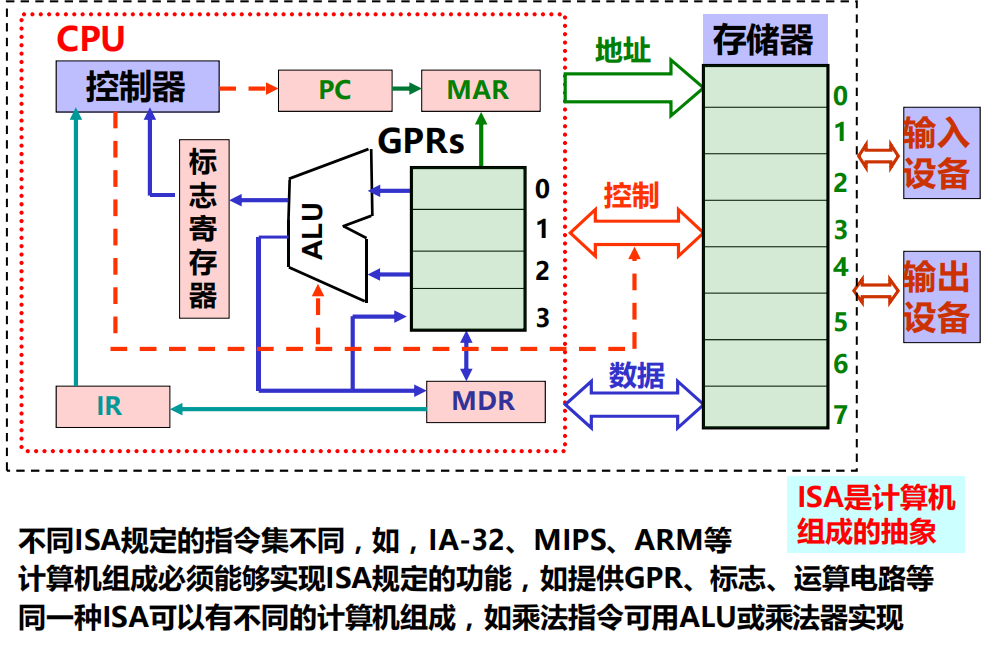 CPU
控制器
PC
MAR
地址
存储器
GPRs
标志寄存器
ALU
0
1
2
3
控制
数据
IR
MDR
0
1
2
3
4
5
6
7
输入
设备
输出
设备
ISA是计算机
组成的抽象
不同ISA规定的指令集不同，如，IA-32、MIPS、ARM等
计算机组成必须能够实现ISA规定的功能，如提供GPR、标志、运算电路等
同一种ISA可以有不同的计算机组成，如乘法指令可用ALU或乘法器实现